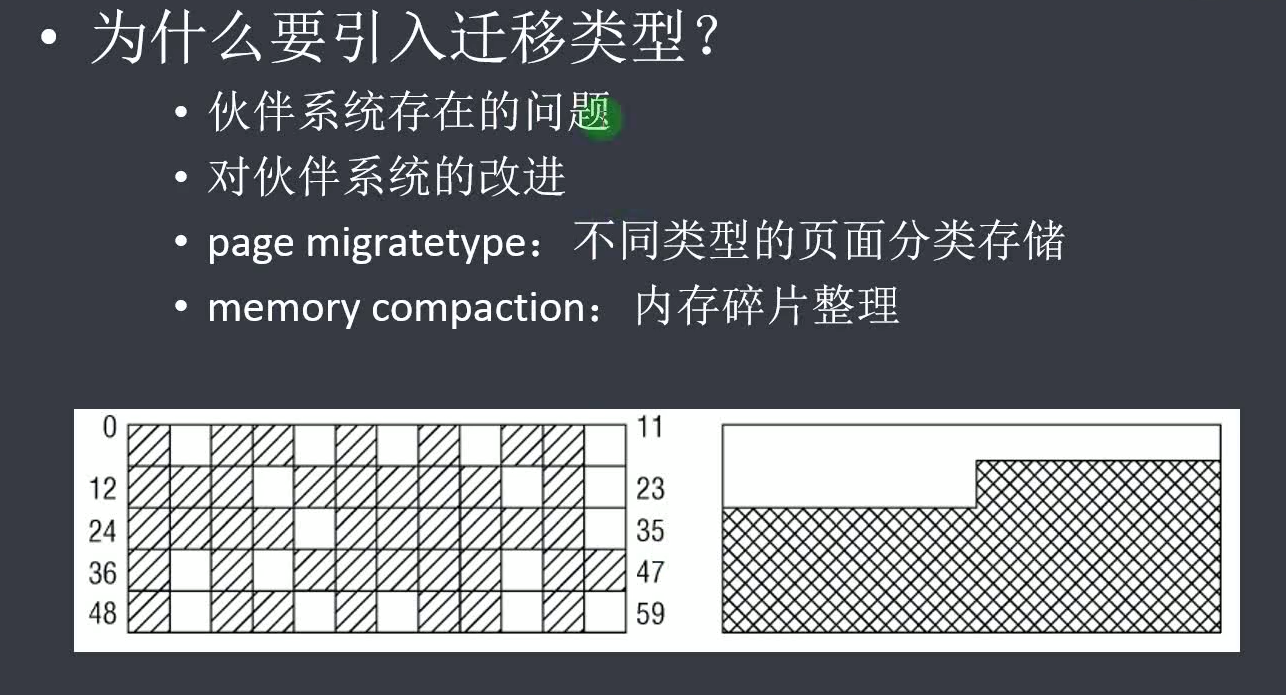 • 为什么要引入迁移类型？
• 伙伴系统存在的问题
• 对伙伴系统的改进
• page migratetype： 不同类型的页面分类存储
• memory compaction： 内存碎片整理
0 11
12 23
24 35
36 47
48 59